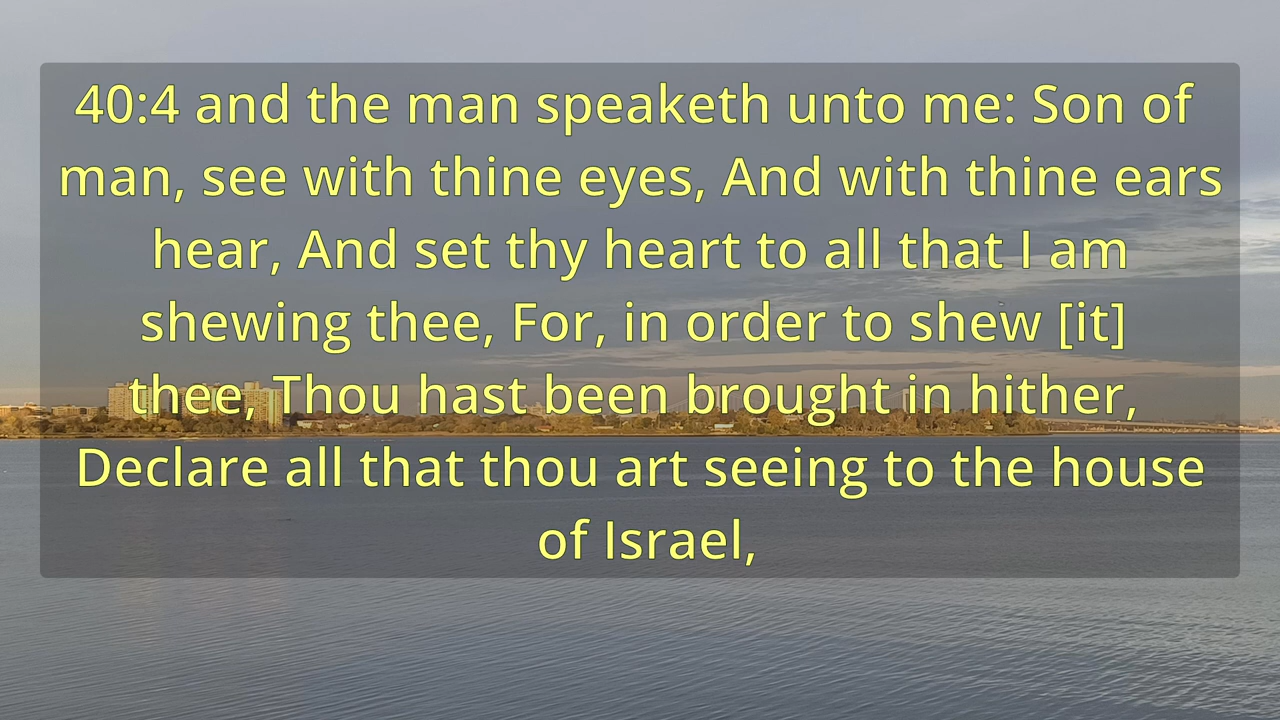 40:4 and the man speaketh unto me: Son of
man, see with thine eyes, And with thine ears
hear, And set thy heart to all that I am
shewing thee, For, in order to shew [it]
thee, Thou hast been brought in hither,
Declare all that thou art seeing to the house
of Israel,